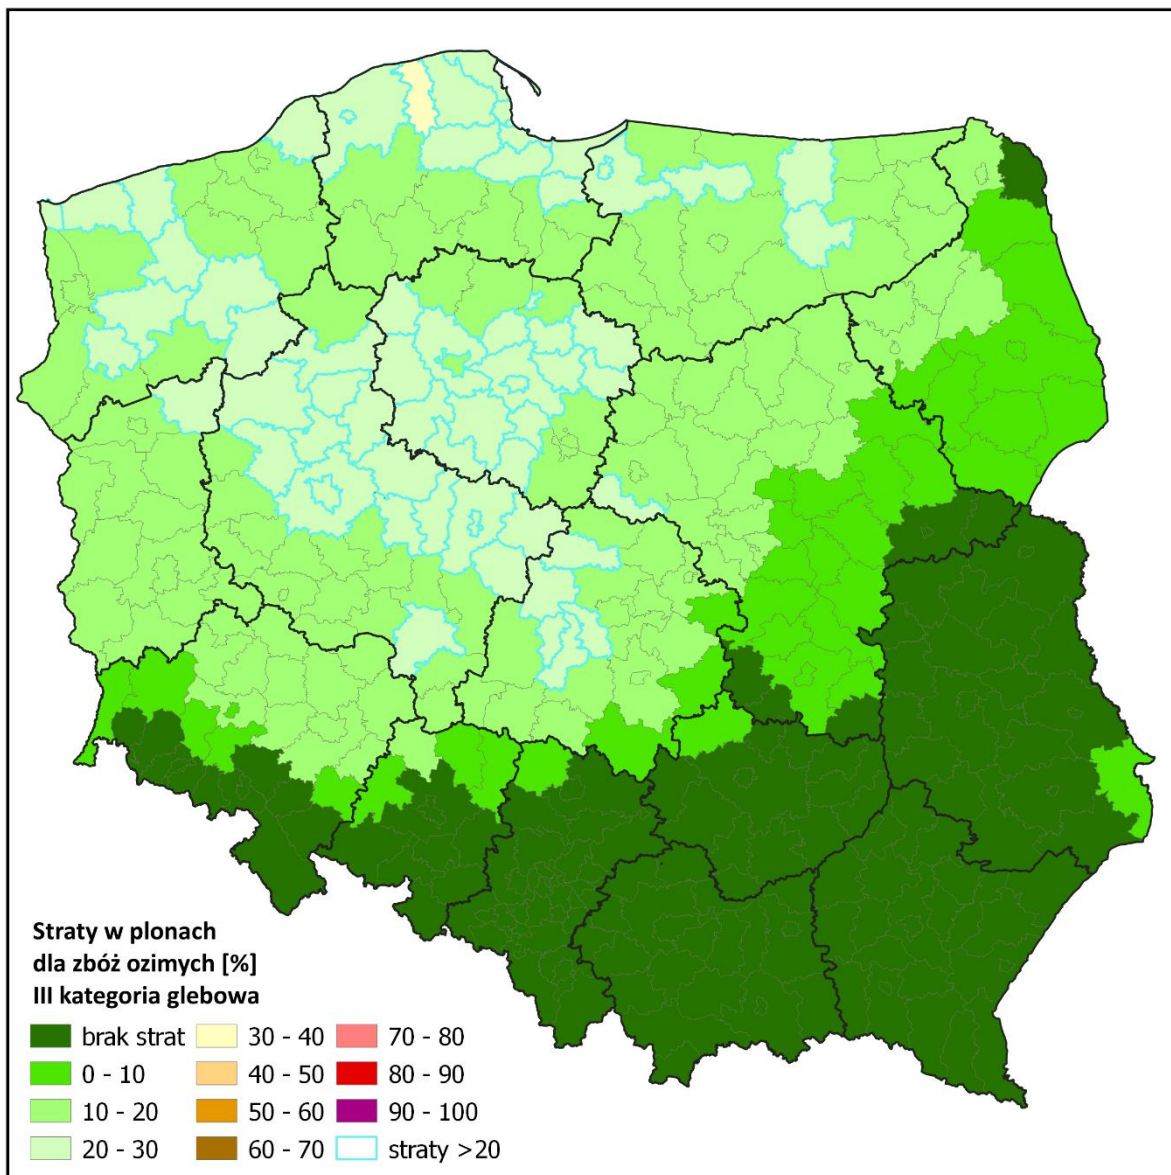 Straty w plonach
dla zbóż ozimych [%]
III kategoria glebowa
brak strat 30 - 40 70 - 80
0 - 10 40 - 50 80 - 90
10 - 20 50 - 60 90 - 100
20 - 30 60 - 70 straty >20